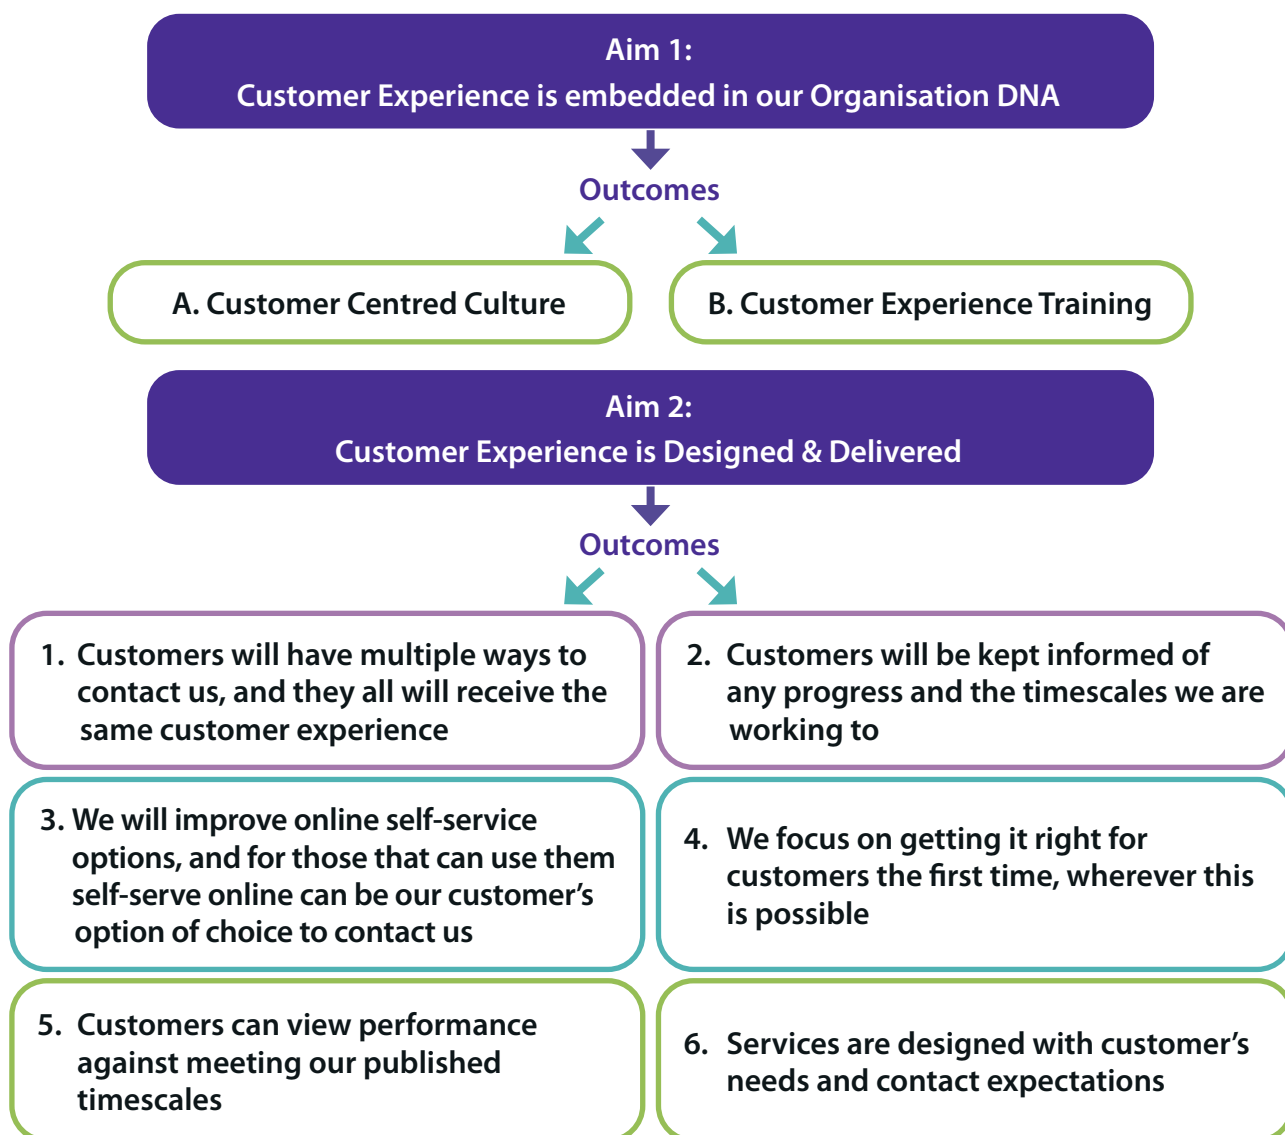 Aim 1:
Customer Experience is embedded in our Organisation DNA
Outcomes
A. Customer Centred Culture
B. Customer Experience Training
Aim 2:
Customer Experience is Designed & Delivered
Outcomes
1. Customers will have multiple ways to
contact us, and they all will receive the
same customer experience
2. Customers will be kept informed of
any progress and the timescales we are
working to
3. We will improve online self-service
options, and for those that can use them
self-serve online can be our customer’s
option of choice to contact us
4. We focus on getting it right for
customers the first time, wherever this
is possible
5. Customers can view performance
against meeting our published
timescales
6. Services are designed with customer’s
needs and contact expectations